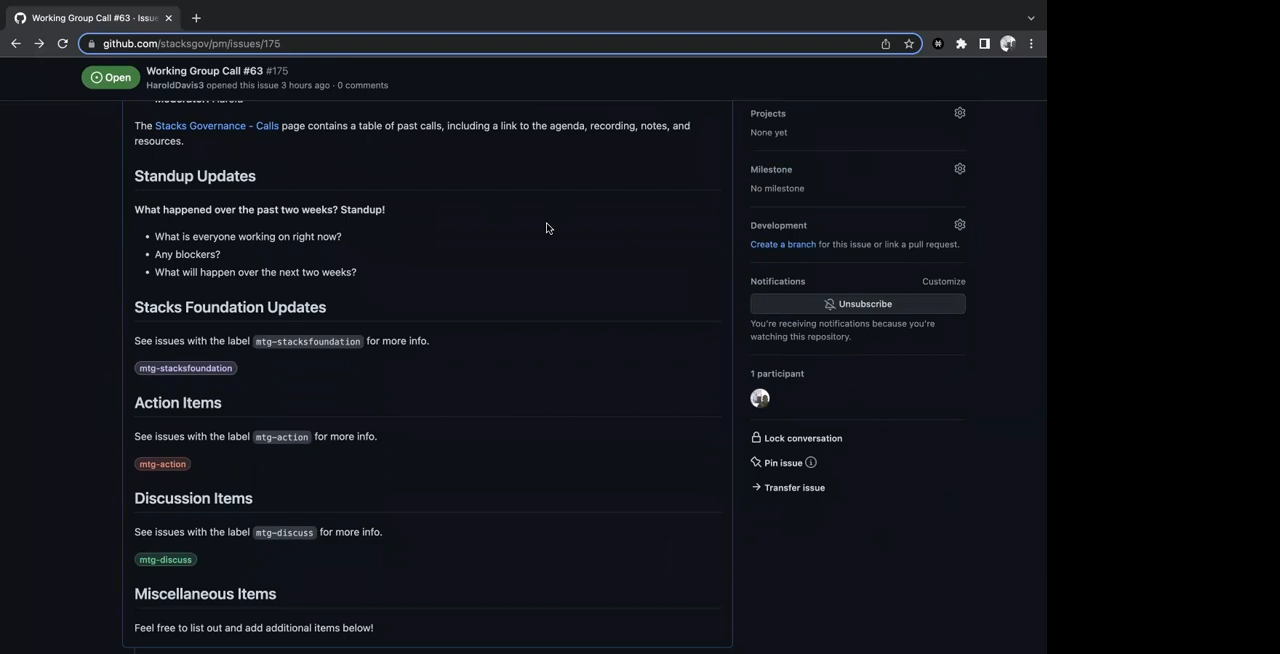 Working Group Call #63 · Issue
github.com/stacksgov/pm/issues/175
Open
Working Group Call #63 #175
HaroldDavis3 opened this issue 3 hours ago · 0 comments
The Stacks Governance - Calls page contains a table of past calls, including a link to the agenda, recording, notes, and
resources.
Standup Updates
What happened over the past two weeks? Standup!
• What is everyone working on right now?
• Any blockers?
• What will happen over the next two weeks?
Stacks Foundation Updates
See issues with the label mtg-stacksfoundation for more info.
mtg-stacksfoundation
Action Items
See issues with the label mtg-action for more info.
mtg-action
Discussion Items
See issues with the label mtg-discuss for more info.
mtg-discuss
Miscellaneous Items
Feel free to list out and add additional items below!
Projects
None yet
Milestone
No milestone
Development
Create a branch for this issue or link a pull request.
Notifications
Customize
Unsubscribe
You're receiving notifications because you're
watching this repository.
1 participant
Lock conversation
Pin issue
Transfer issue